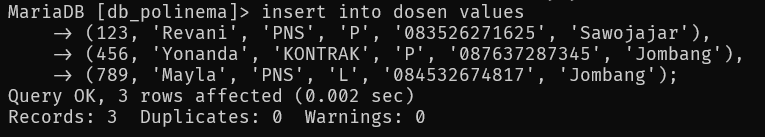 MariaDB [db_polinema]> insert into dosen values
    -> (123, 'Revani', 'PNS', 'P', '083526271625', 'Sawojajar'),
    -> (456, 'Yonanda', 'KONTRAK', 'P', '087637287345', 'Jombang'),
    -> (789, 'Mayla', 'PNS', 'L', '084532674817', 'Jombang');
Query OK, 3 rows affected (0.002 sec)
Records: 3  Duplicates: 0  Warnings: 0